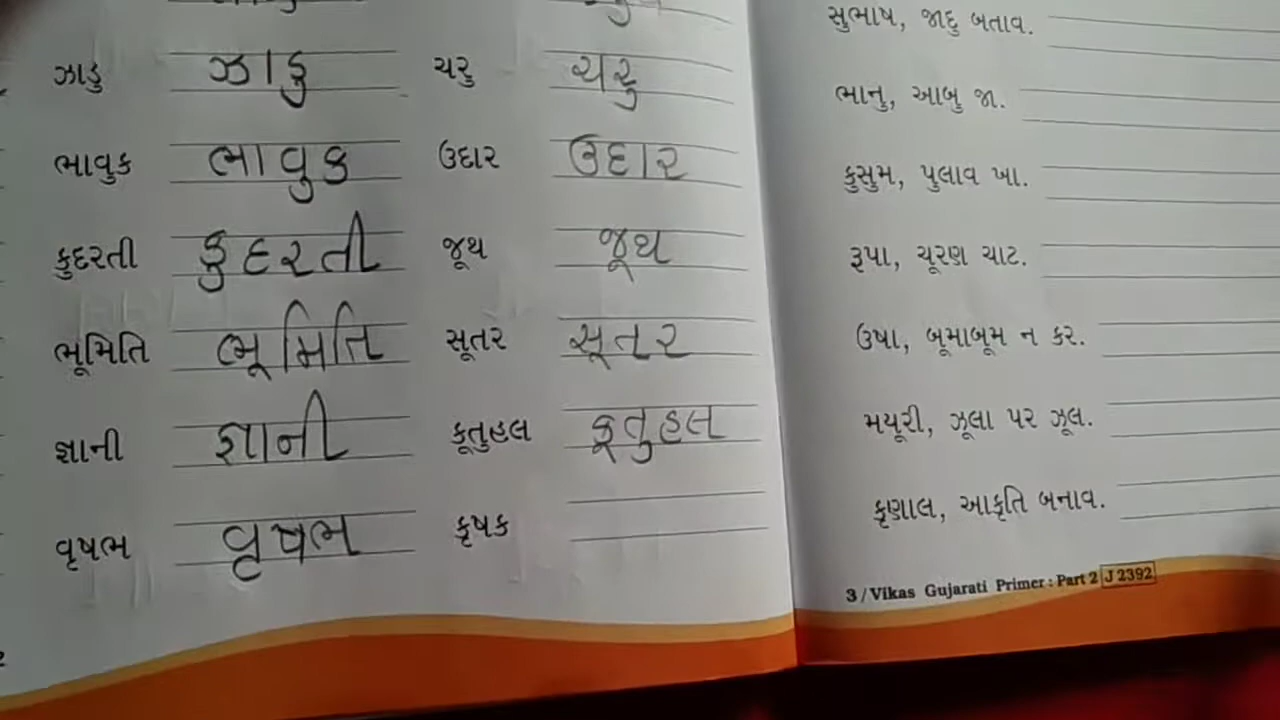 ઝાડુ ઝાડુ ચરુ ચરુ
ભાવુક ભાવુક ઉદાર ઉદાર
કુદરતી કુદરતી જૂથ જૂથ
ભૂમિતિ ભૂમિતિ સૂતર સૂતર
જ્ઞાની જ્ઞાની કૂતુહલ કૂતુહલ
વૃષભ વૃષભ કૃષક
સુભાષ, જાદુ બતાવ.
ભાનુ, આબુ જા.
કુસુમ, પુલાવ ખા.
રૂપા, ચૂરણ ચાટ.
ઉષા, બૂમાબૂમ ન કર.
મયૂરી, ઝૂલા પર ઝૂલ.
કૃણાલ, આકૃતિ બનાવ.
3 / Vikas Gujarati Primer : Part 2 J 2392